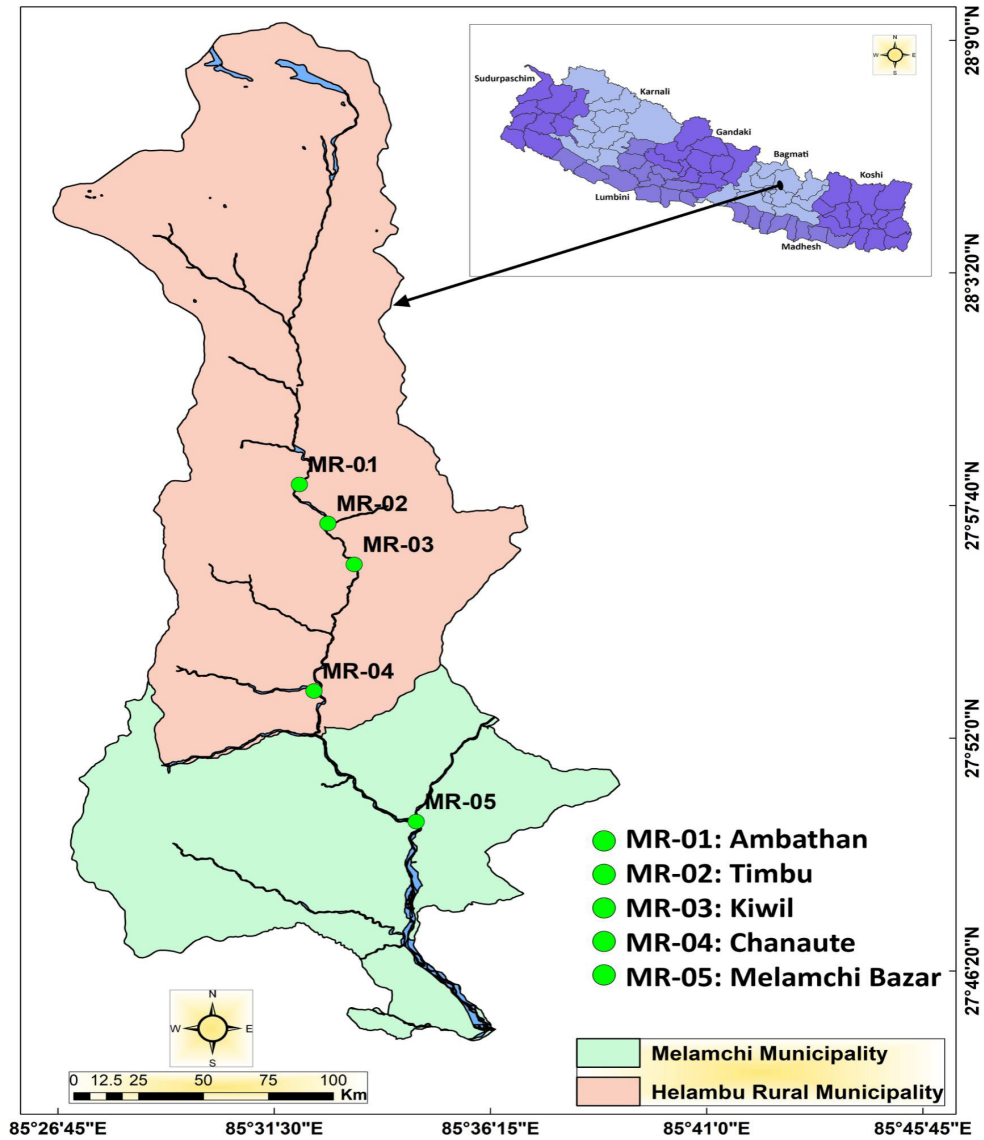 N
W E
S
Sudurpaschim
Karnali
Gandaki
Bagmati
Koshi
Lumbini
Madhesh
28°9'0"N
28°3'20"N
27°57'40"N
27°52'0"N
27°46'20"N
MR-01
MR-02
MR-03
MR-04
MR-05
MR-01: Ambathan
MR-02: Timbu
MR-03: Kiwil
MR-04: Chanaute
MR-05: Melamchi Bazar
N
W E
S
0 12.5 25 50 75 100
Km
Melamchi Municipality
Helambu Rural Municipality
85°26'45"E 85°31'30"E 85°36'15"E 85°41'0"E 85°45'45"E